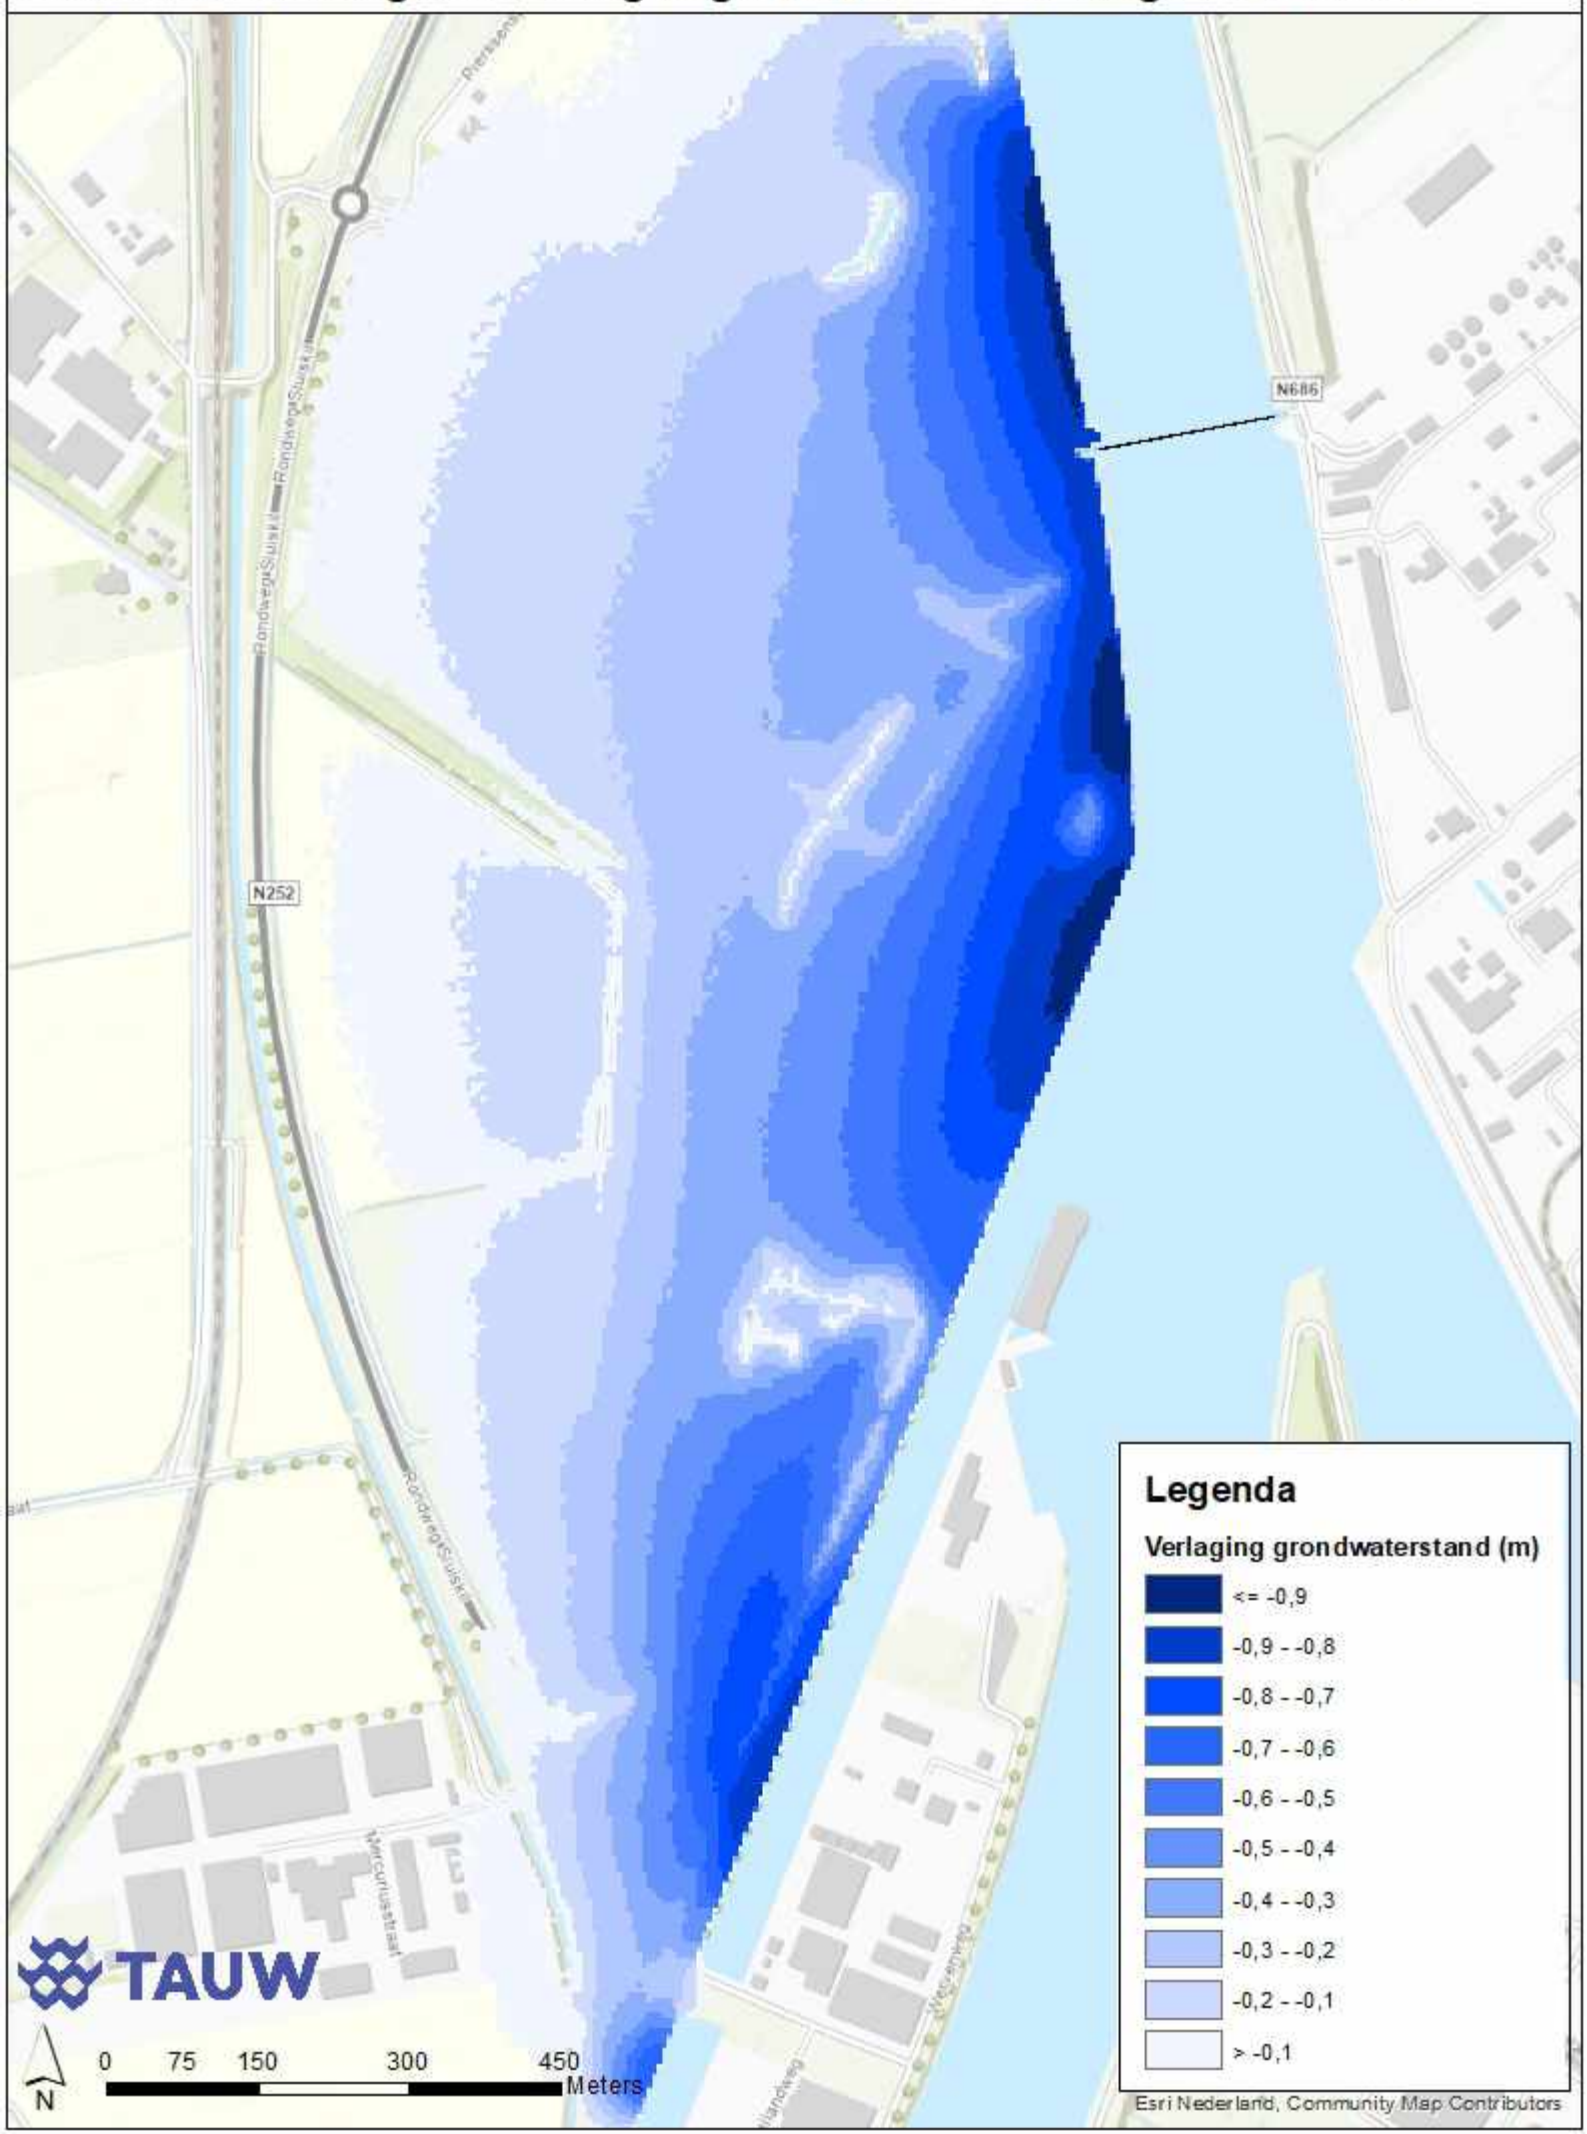 N686
Rondweg Sluiskil
Rondweg Sluiskil
N252
Rondweg Sluiskil
Mercuriusstraat
Wevenweg
Legenda
Verlaging grondwaterstand (m)
<= -0,9
-0,9 - -0,8
-0,8 - -0,7
-0,7 - -0,6
-0,6 - -0,5
-0,5 - -0,4
-0,4 - -0,3
-0,3 - -0,2
-0,2 - -0,1
> -0,1
TAUW
0 75 150 300 450
Meters
N
Esri Nederland, Community Map Contributors